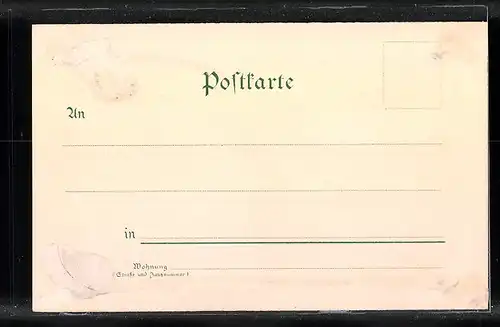 Postkarte
An
in
Wohnung
(Straße und Hausnummer)